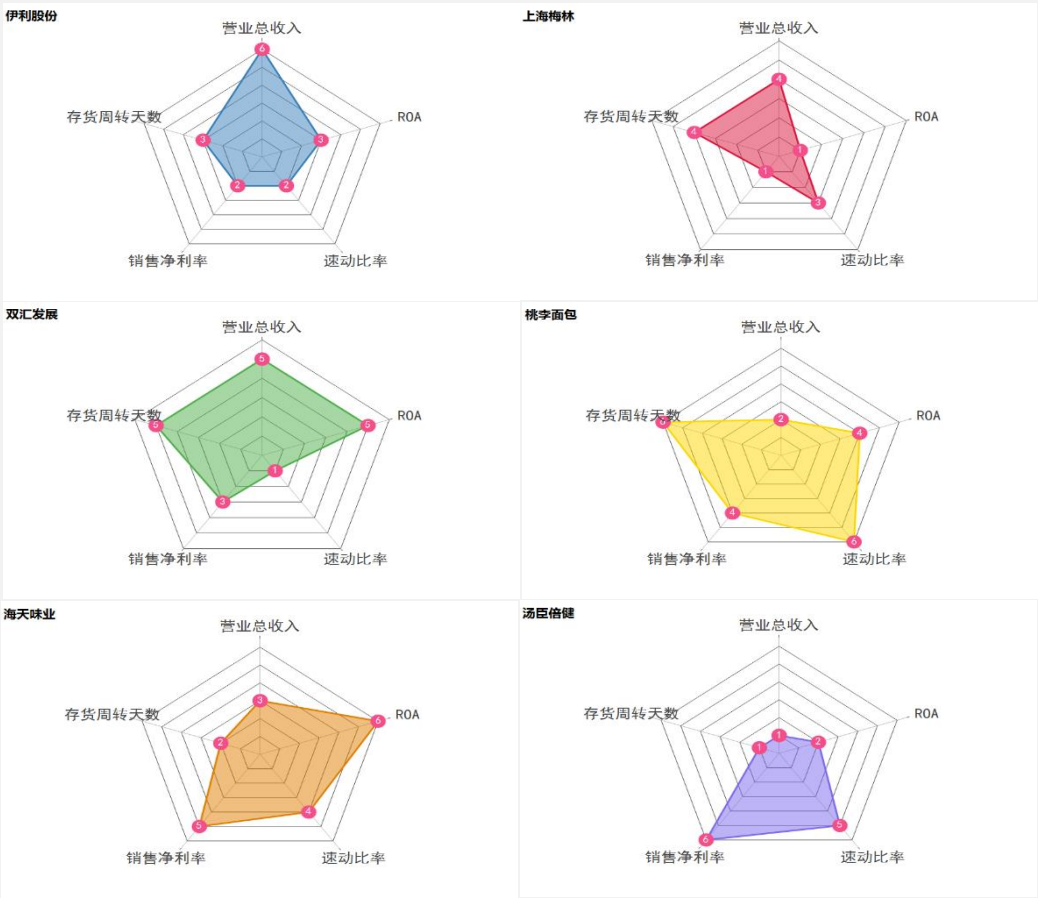 伊利股份
营业总收入
6
存货周转天数
ROA
3
3
2
2
销售净利率
速动比率
上海梅林
营业总收入
4
存货周转天数
ROA
4
1
1
3
销售净利率
速动比率
双汇发展
营业总收入
5
存货周转天数
ROA
5
5
1
3
销售净利率
速动比率
桃李面包
营业总收入
存货周转天数
ROA
6
2
4
4
6
销售净利率
速动比率
海天味业
营业总收入
3
存货周转天数
ROA
6
2
4
5
销售净利率
速动比率
汤臣倍健
营业总收入
存货周转天数
ROA
1
2
1
5
6
销售净利率
速动比率